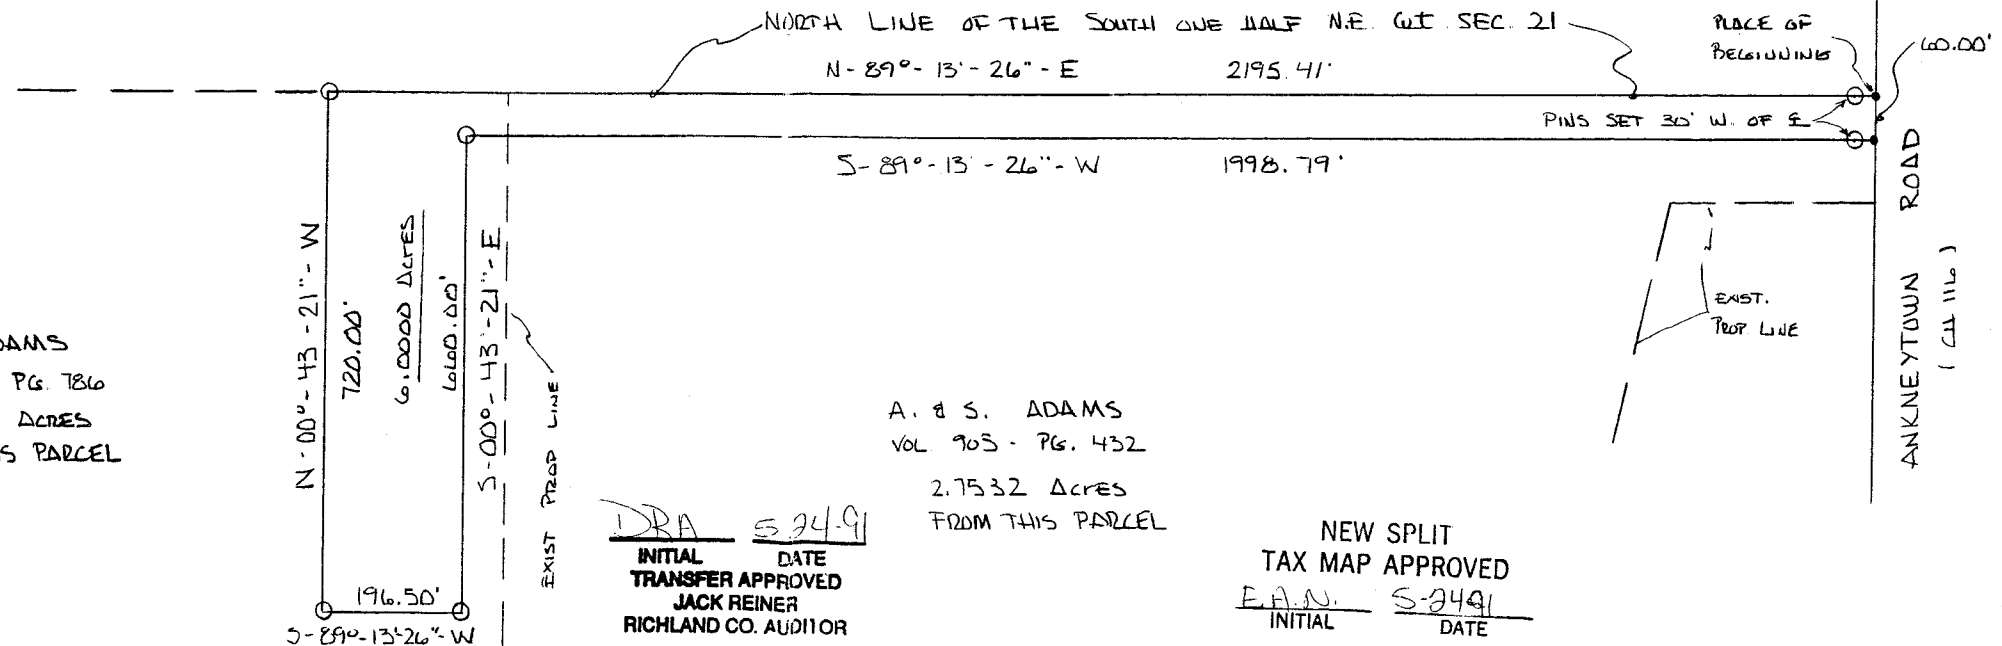 NORTH LINE OF THE SOUTH ONE HALF N.E. QT. SEC. 21
N-89°-13'-26"-E 2195.41'
PLACE OF
BEGINNING
60.00'
PINS SET 30' W. OF ℄
S-89°-13'-26"-W 1998.79'
ANKNEYTOWN ROAD
( CH 116 )
EXIST.
PROP LINE
N-00°-43'-21"-W
720.00'
6.0000 ACRES
660.00'
S-00°-43'-21"-E
EXIST PROP LINE
DAMS
PG. 786
ACRES
S PARCEL
A. & S. ADAMS
VOL 905 - PG. 432
2.7532 ACRES
FROM THIS PARCEL
196.50'
S-89°-13'-26"-W
DRA 5-24-91
INITIAL DATE
TRANSFER APPROVED
JACK REINER
RICHLAND CO. AUDITOR
NEW SPLIT
TAX MAP APPROVED
E.A.N. 5-24-91
INITIAL DATE